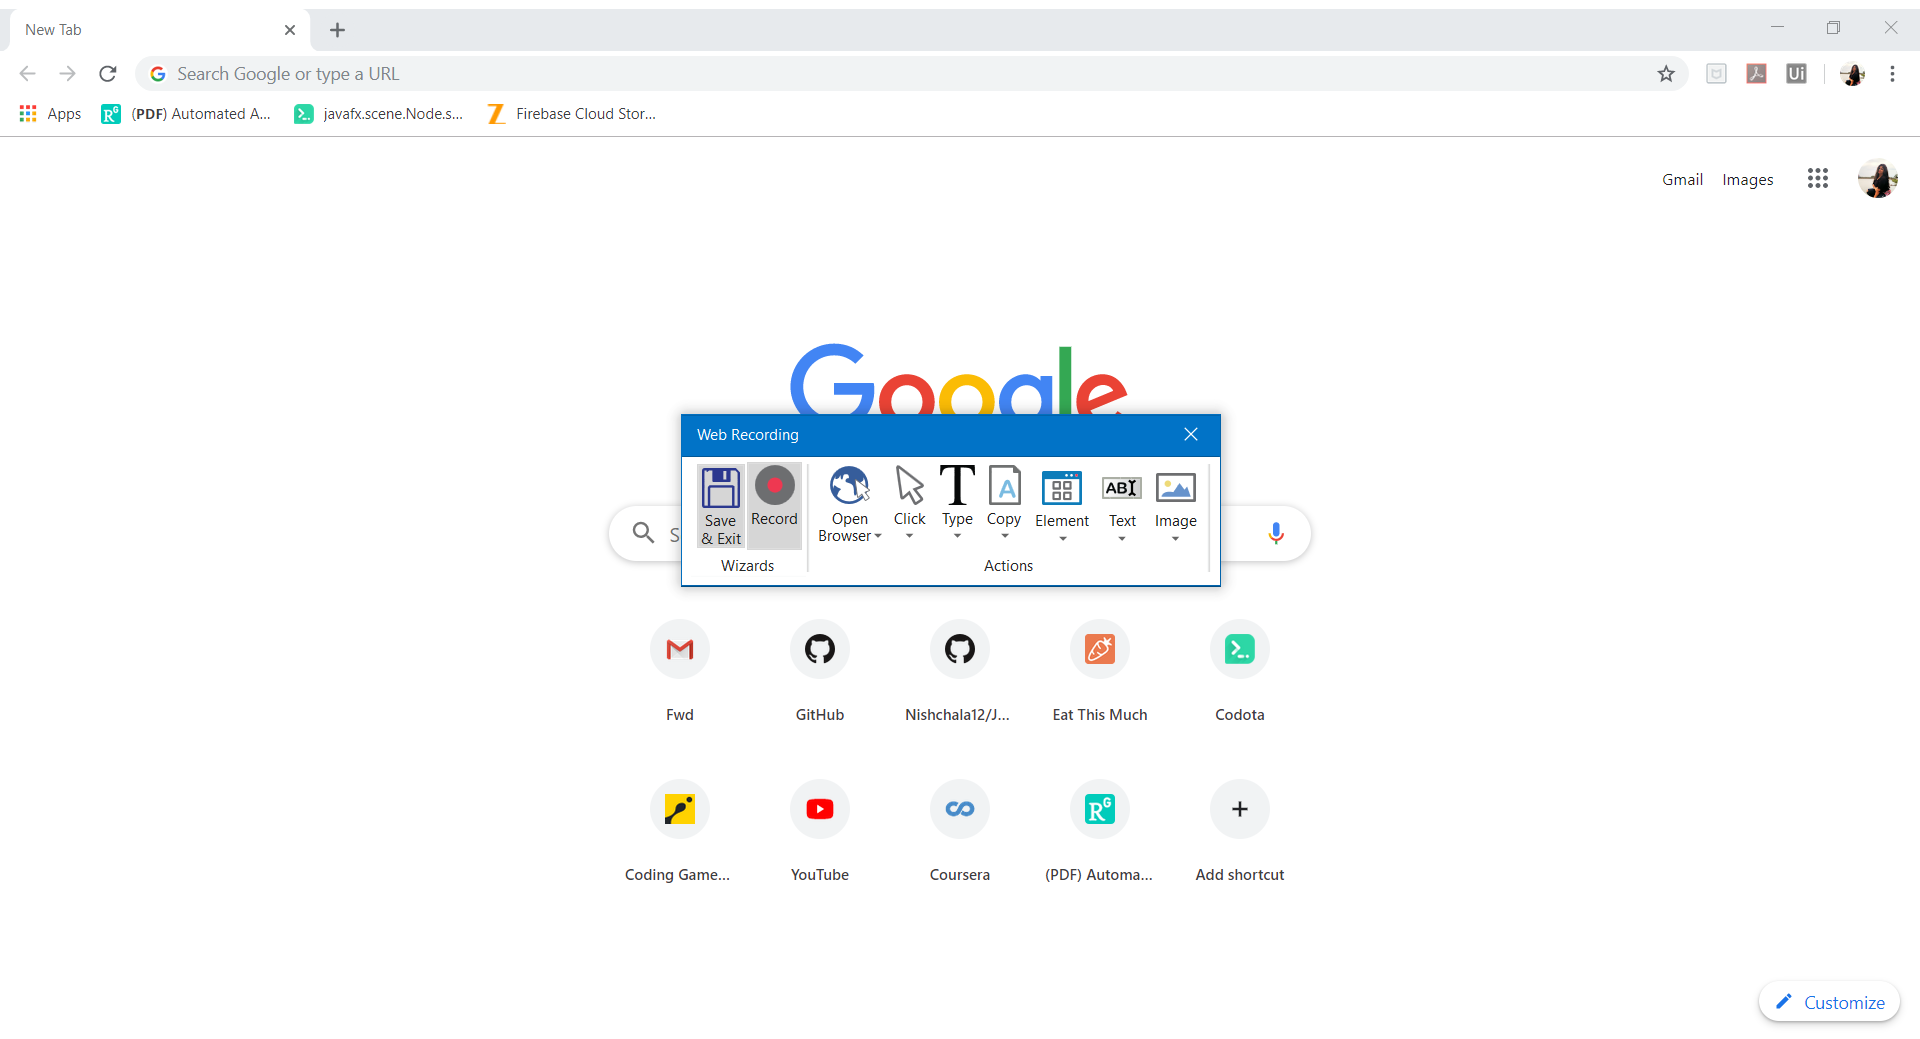 New Tab
Search Google or type a URL
Ui
Apps
(PDF) Automated A...
javafx.scene.Node.s...
Firebase Cloud Stor...
Gmail Images
Google
Web Recording
Save & Exit
Record
Open Browser
Click
Type
Copy
Element
Text
Image
Wizards
Actions
S
Fwd
GitHub
Nishchala12/J...
Eat This Much
Codota
Coding Game...
YouTube
Coursera
(PDF) Automa...
Add shortcut
Customize